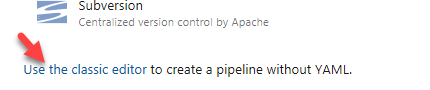 Subversion
Centralized version control by Apache
Use the classic editor to create a pipeline without YAML.